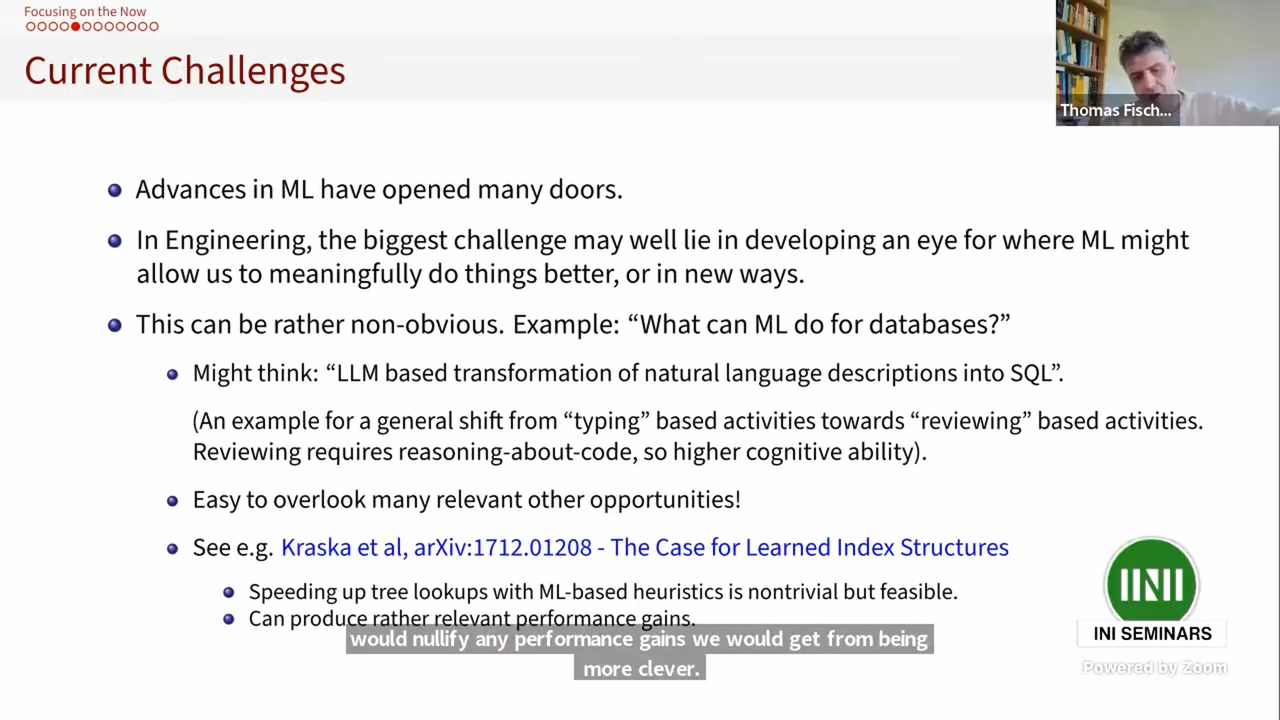 Focusing on the Now
Current Challenges
Thomas Fisch...
Advances in ML have opened many doors.
In Engineering, the biggest challenge may well lie in developing an eye for where ML might
allow us to meaningfully do things better, or in new ways.
This can be rather non-obvious. Example: “What can ML do for databases?”
Might think: “LLM based transformation of natural language descriptions into SQL”.
(An example for a general shift from “typing” based activities towards “reviewing” based activities.
Reviewing requires reasoning-about-code, so higher cognitive ability).
Easy to overlook many relevant other opportunities!
See e.g. Kraska et al, arXiv:1712.01208 - The Case for Learned Index Structures
Speeding up tree lookups with ML-based heuristics is nontrivial but feasible.
Can produce rather relevant performance gains.
would nullify any performance gains we would get from being
more clever.
INI SEMINARS
Powered by Zoom